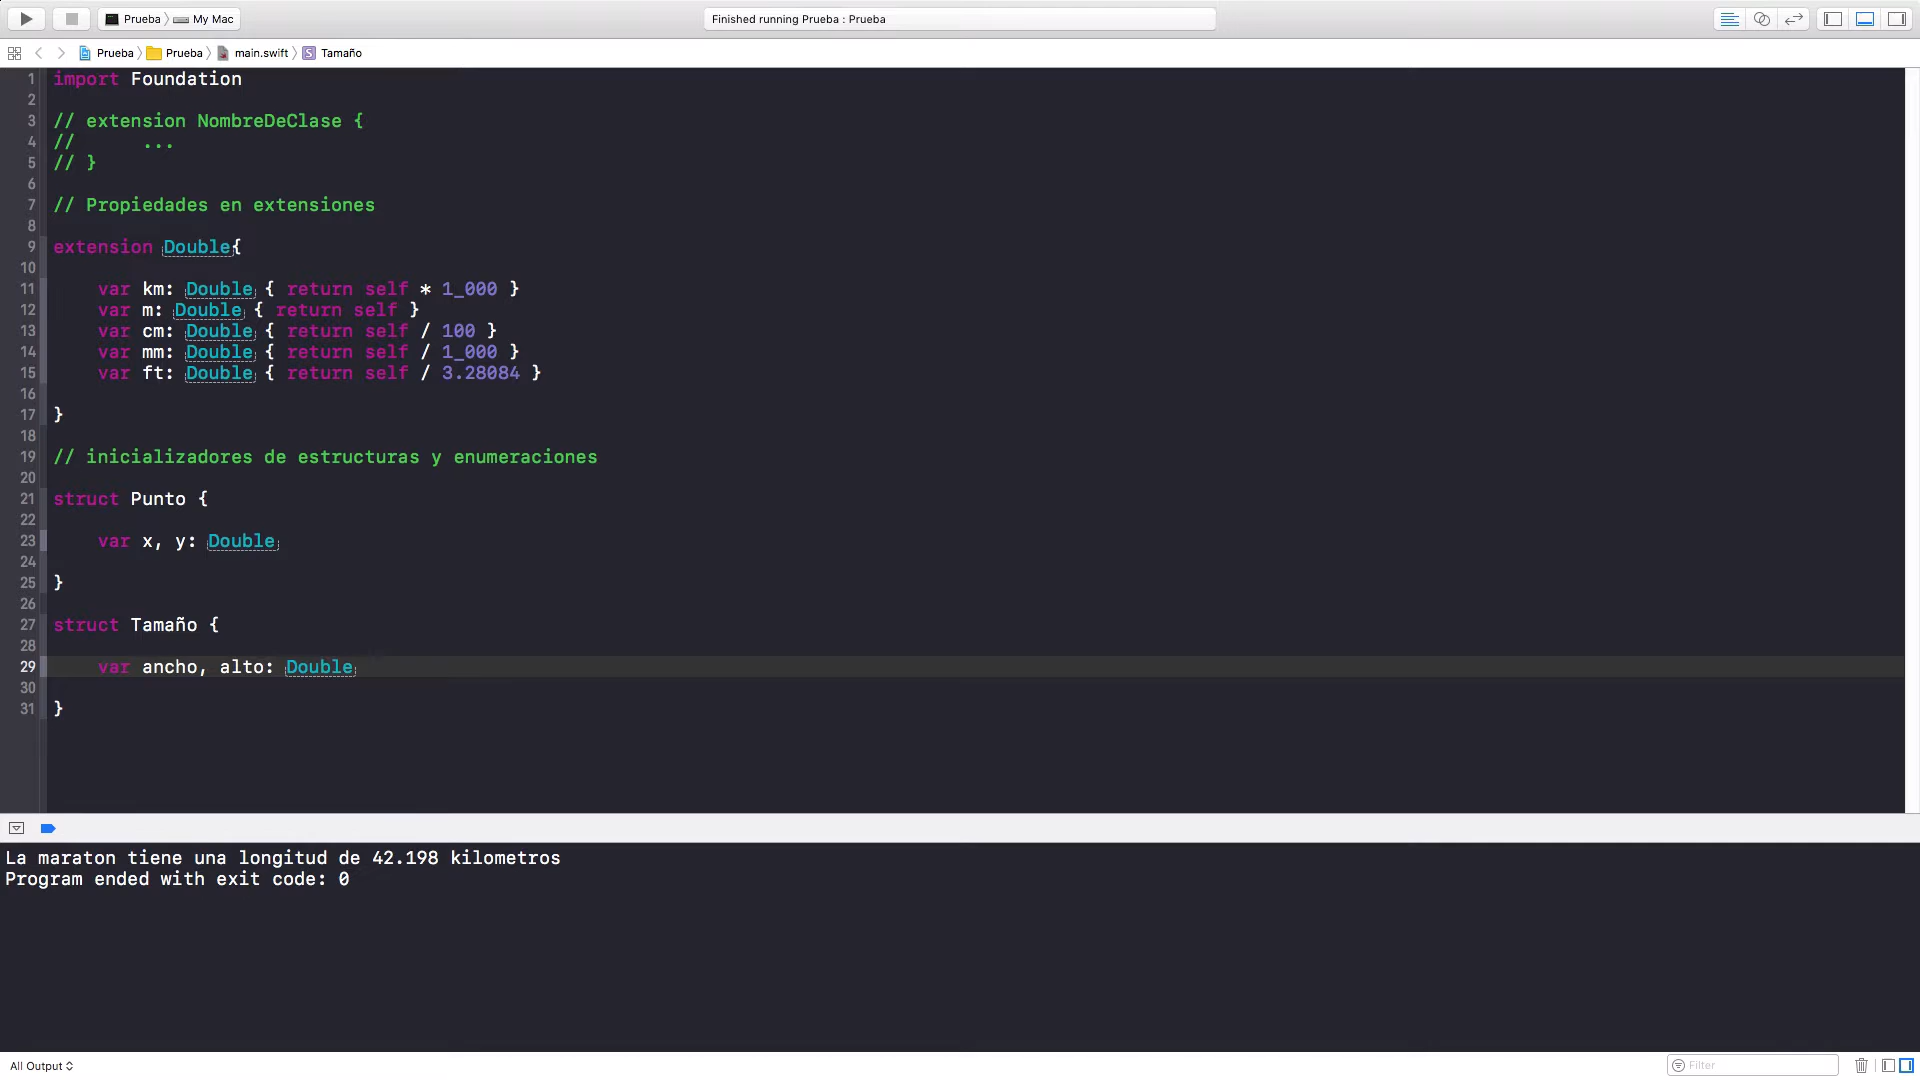 Prueba My Mac
Finished running Prueba : Prueba
Prueba Prueba main.swift S Tamaño
1 import Foundation
2
3 // extension NombreDeClase {
4 //      ...
5 // }
6
7 // Propiedades en extensiones
8
9 extension Double{
10
11     var km: Double { return self * 1_000 }
12     var m: Double { return self }
13     var cm: Double { return self / 100 }
14     var mm: Double { return self / 1_000 }
15     var ft: Double { return self / 3.28084 }
16
17 }
18
19 // inicializadores de estructuras y enumeraciones
20
21 struct Punto {
22
23     var x, y: Double
24
25 }
26
27 struct Tamaño {
28
29     var ancho, alto: Double
30
31 }
La maraton tiene una longitud de 42.198 kilometros
Program ended with exit code: 0
All Output
Filter